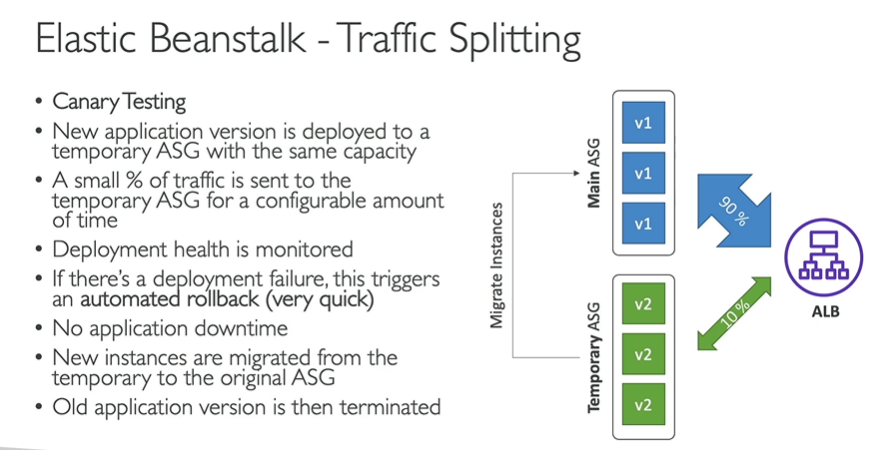 Elastic Beanstalk - Traffic Splitting
• Canary Testing
• New application version is deployed to a
temporary ASG with the same capacity
• A small % of traffic is sent to the
temporary ASG for a configurable amount
of time
• Deployment health is monitored
• If there's a deployment failure, this triggers
an automated rollback (very quick)
• No application downtime
• New instances are migrated from the
temporary to the original ASG
• Old application version is then terminated
Migrate Instances
Main ASG
v1
v1
v1
Temporary ASG
v2
v2
v2
90 %
10 %
ALB